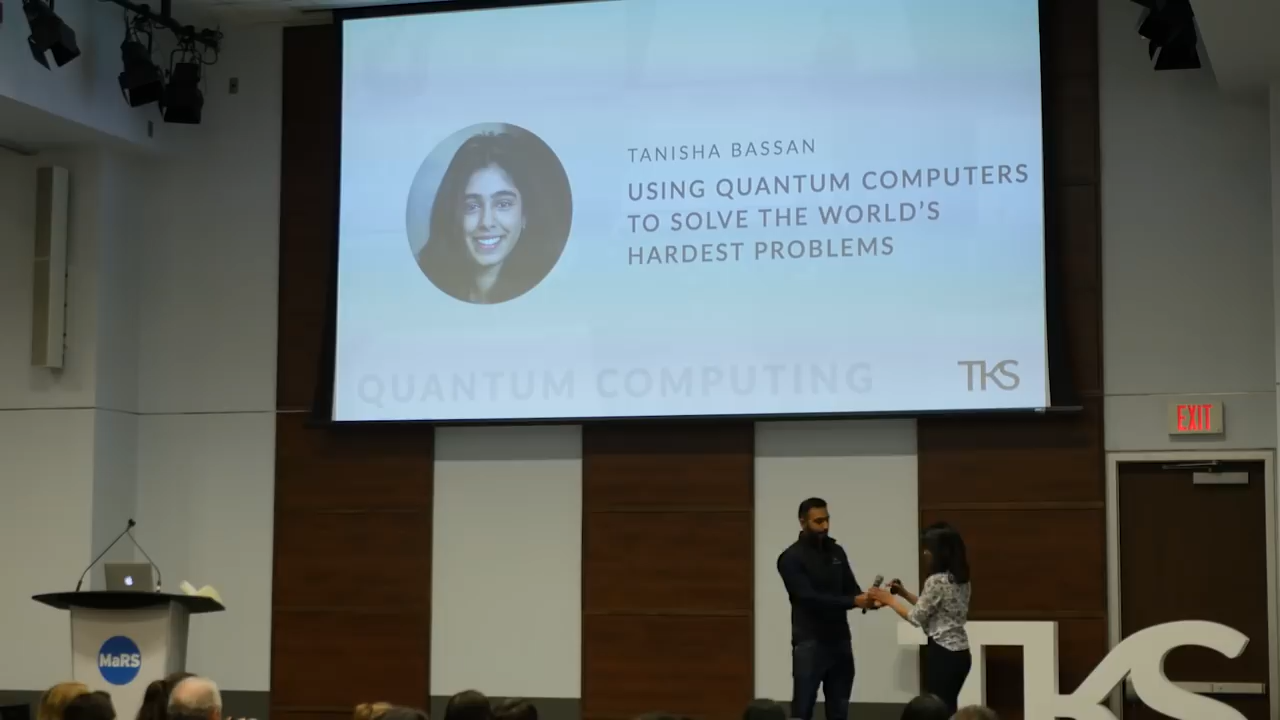 TANISHA BASSAN
USING QUANTUM COMPUTERS
TO SOLVE THE WORLD'S
HARDEST PROBLEMS
QUANTUM COMPUTING
TKS
EXIT
MaRS
TKS